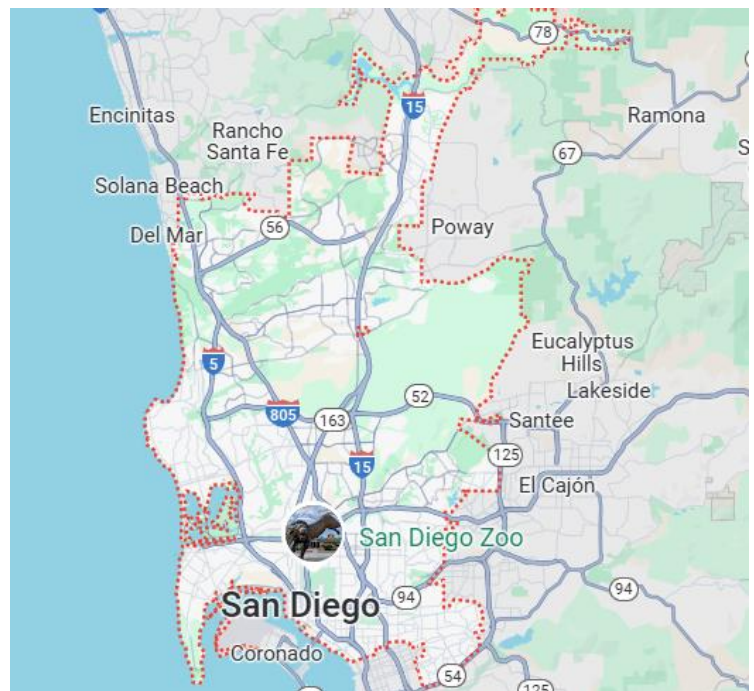 78
15
Encinitas
Ramona
Rancho
Santa Fe
67
Solana Beach
56
Poway
Del Mar
Eucalyptus
Hills
5
Lakeside
52
805
163
Santee
125
15
El Cajón
San Diego Zoo
94
94
San Diego
Coronado
54
125